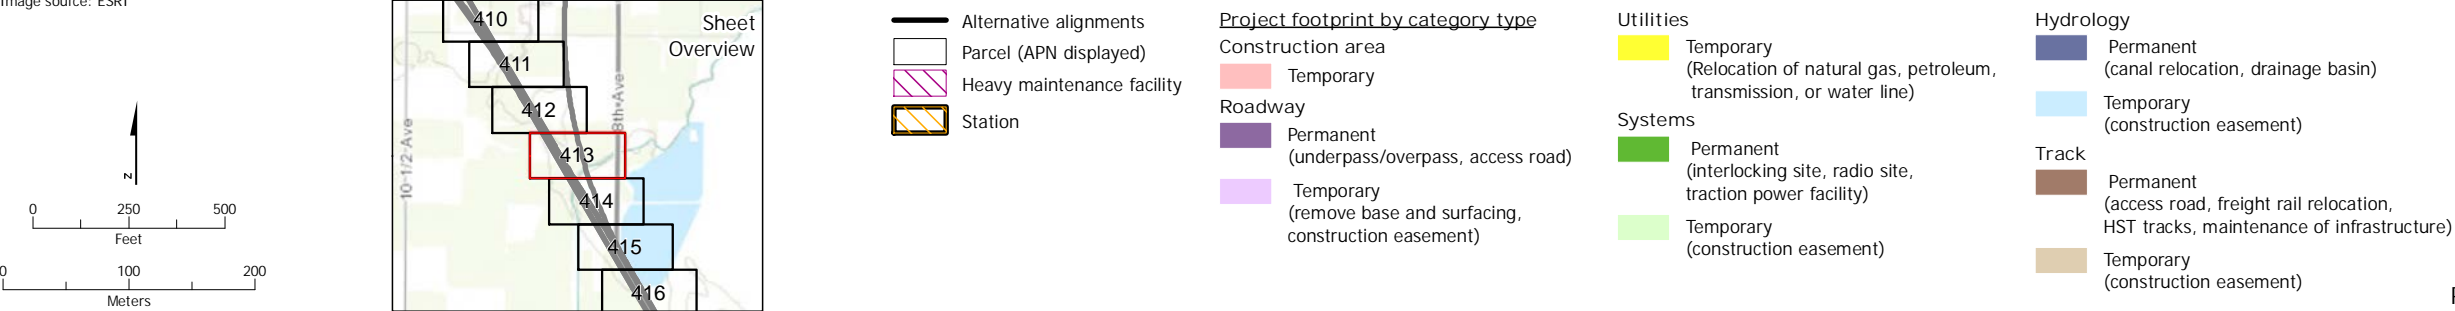 Image source: ESRI
N
0 250 500
Feet
0 100 200
Meters
Sheet
Overview
410
411
412
413
414
415
416
10-1/2-Ave
8th-Ave
Alternative alignments
Parcel (APN displayed)
Heavy maintenance facility
Station
Project footprint by category type
Construction area
Temporary
Roadway
Permanent
(underpass/overpass, access road)
Temporary
(remove base and surfacing,
construction easement)
Utilities
Temporary
(Relocation of natural gas, petroleum,
transmission, or water line)
Systems
Permanent
(interlocking site, radio site,
traction power facility)
Temporary
(construction easement)
Hydrology
Permanent
(canal relocation, drainage basin)
Temporary
(construction easement)
Track
Permanent
(access road, freight rail relocation,
HST tracks, maintenance of infrastructure)
Temporary
(construction easement)